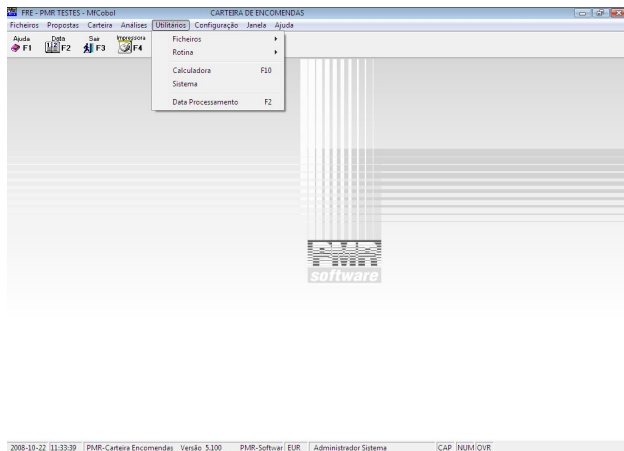 FRE - PMR TESTES - MfCobol CARTEIRA DE ENCOMENDAS
Ficheiros Propostas Carteira Análises Utilitários Configuração Janela Ajuda
Ajuda Data Sair Impressora
F1 F2 F3 F4
Ficheiros
Rotina
Calculadora F10
Sistema
Data Processamento F2
PMR
software
2008-10-22 11:33:39 PMR-Carteira Encomendas Versão 5.100 PMR-Softwar EUR Administrador Sistema CAP NUM OVR